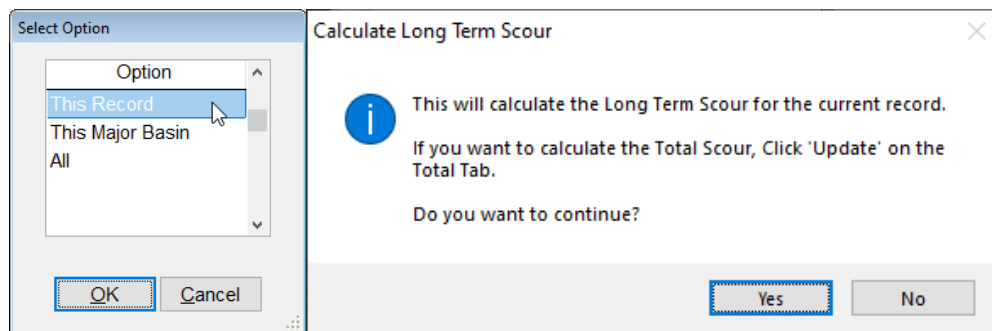 Select Option
Option
This Record
This Major Basin
All
OK
Cancel
Calculate Long Term Scour
This will calculate the Long Term Scour for the current record.
If you want to calculate the Total Scour, Click 'Update' on the
Total Tab.
Do you want to continue?
Yes
No